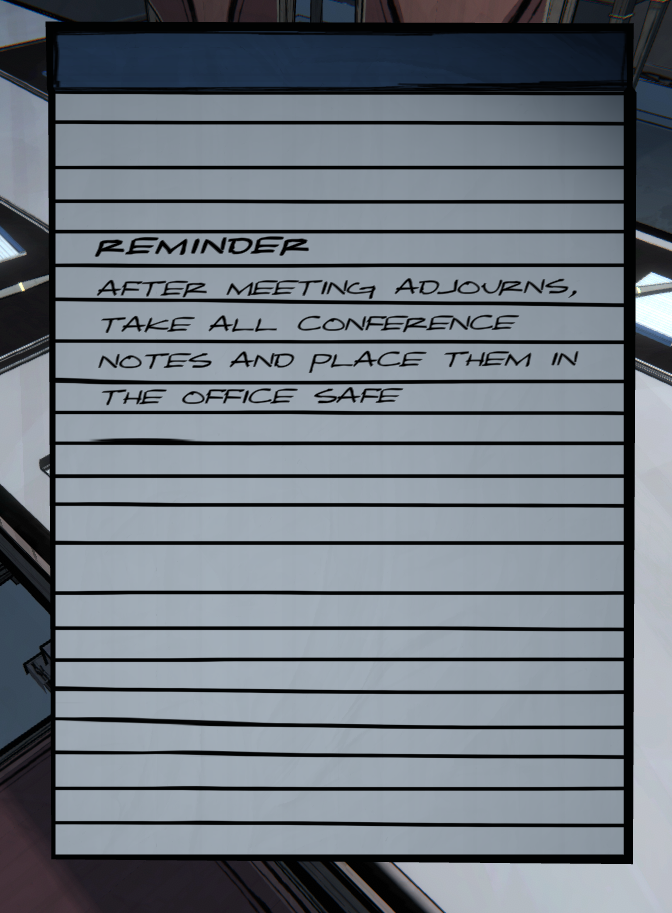 REMINDER
AFTER MEETING ADJOURNS,
TAKE ALL CONFERENCE
NOTES AND PLACE THEM IN
THE OFFICE SAFE